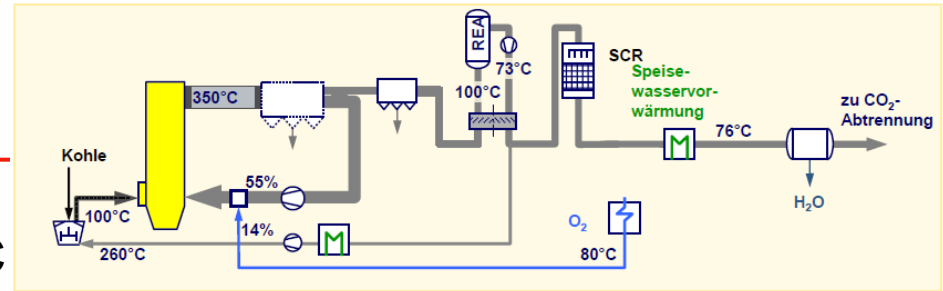 REA
73°C
SCR
Speise-
wasservor-
wärmung
100°C
350°C
76°C
zu CO₂-
Abtrennung
Kohle
55%
100°C
14%
260°C
O₂
80°C
H₂O
C